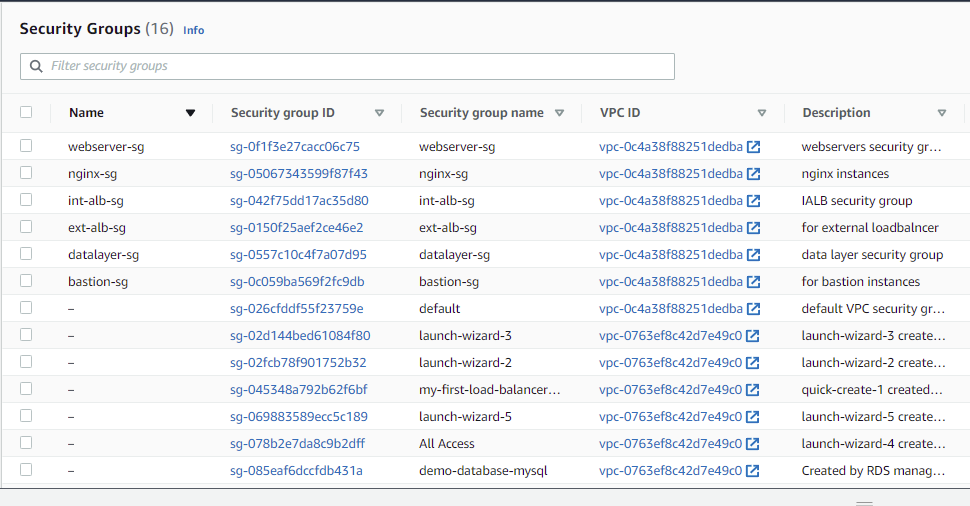 Security Groups (16) Info
Filter security groups
Name Security group ID Security group name VPC ID Description
webserver-sg sg-0f1f3e27cacc06c75 webserver-sg vpc-0c4a38f88251dedba webservers security gr...
nginx-sg sg-05067343599f87f43 nginx-sg vpc-0c4a38f88251dedba nginx instances
int-alb-sg sg-042f75dd17ac35d80 int-alb-sg vpc-0c4a38f88251dedba IALB security group
ext-alb-sg sg-0150f25aef2ce46e2 ext-alb-sg vpc-0c4a38f88251dedba for external loadbalncer
datalayer-sg sg-0557c10c4f7a07d95 datalayer-sg vpc-0c4a38f88251dedba data layer security group
bastion-sg sg-0c059ba569f2fc9db bastion-sg vpc-0c4a38f88251dedba for bastion instances
– sg-026cfddf55f23759e default vpc-0c4a38f88251dedba default VPC security gr...
– sg-02d144bed61084f80 launch-wizard-3 vpc-0763ef8c42d7e49c0 launch-wizard-3 create...
– sg-02fcb78f901752b32 launch-wizard-2 vpc-0763ef8c42d7e49c0 launch-wizard-2 create...
– sg-045348a792b62f6bf my-first-load-balancer... vpc-0763ef8c42d7e49c0 quick-create-1 created...
– sg-069883589ecc5c189 launch-wizard-5 vpc-0763ef8c42d7e49c0 launch-wizard-5 create...
– sg-078b2e7da8c9b2dff All Access vpc-0763ef8c42d7e49c0 launch-wizard-4 create...
– sg-085eaf6dccfdb431a demo-database-mysql vpc-0763ef8c42d7e49c0 Created by RDS manag...